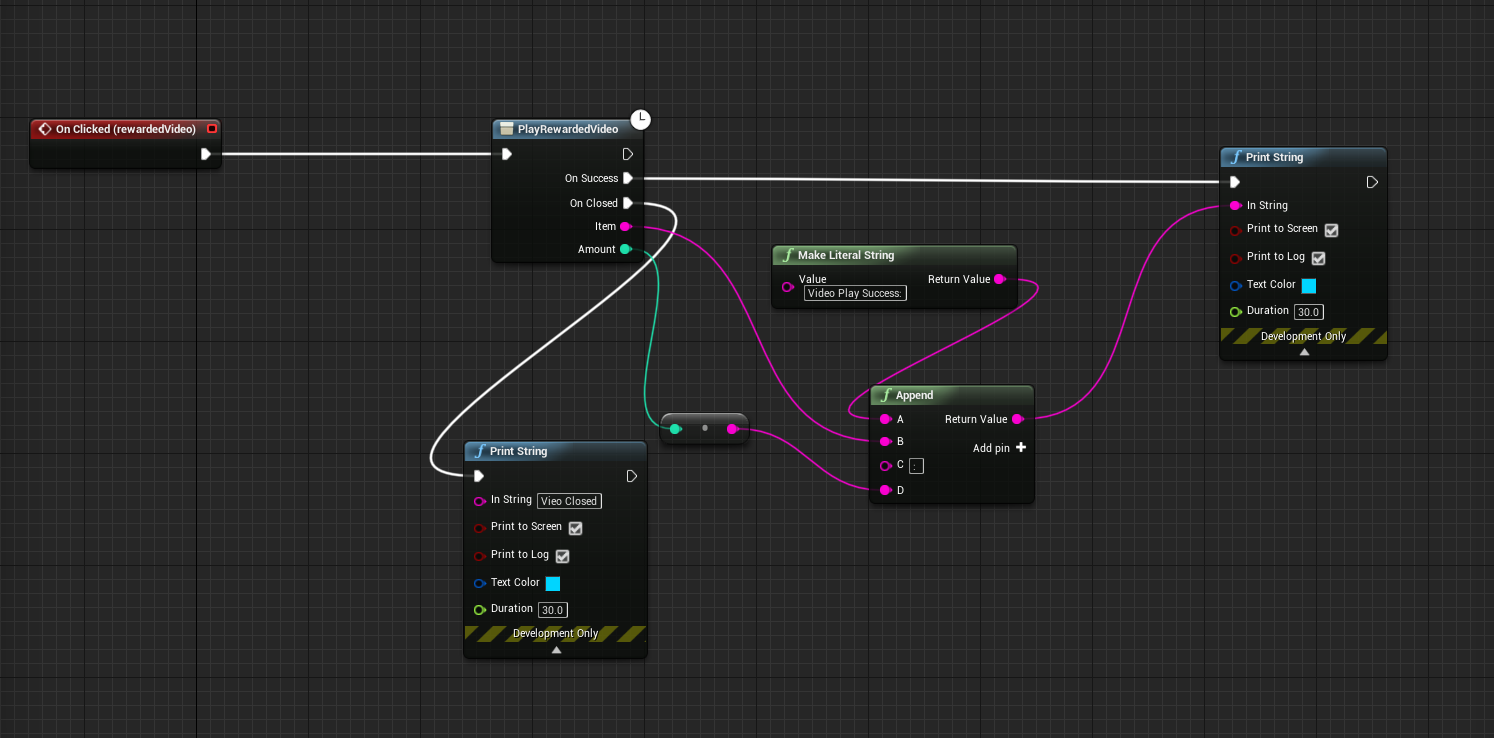 On Clicked (rewardedVideo)
PlayRewardedVideo
On Success
On Closed
Item
Amount
Make Literal String
Value
Return Value
Video Play Success:
Print String
In String
Print to Screen
Print to Log
Text Color
Duration 30.0
Development Only
Append
A Return Value
B Add pin
C :
D
Print String
In String Vieo Closed
Print to Screen
Print to Log
Text Color
Duration 30.0
Development Only